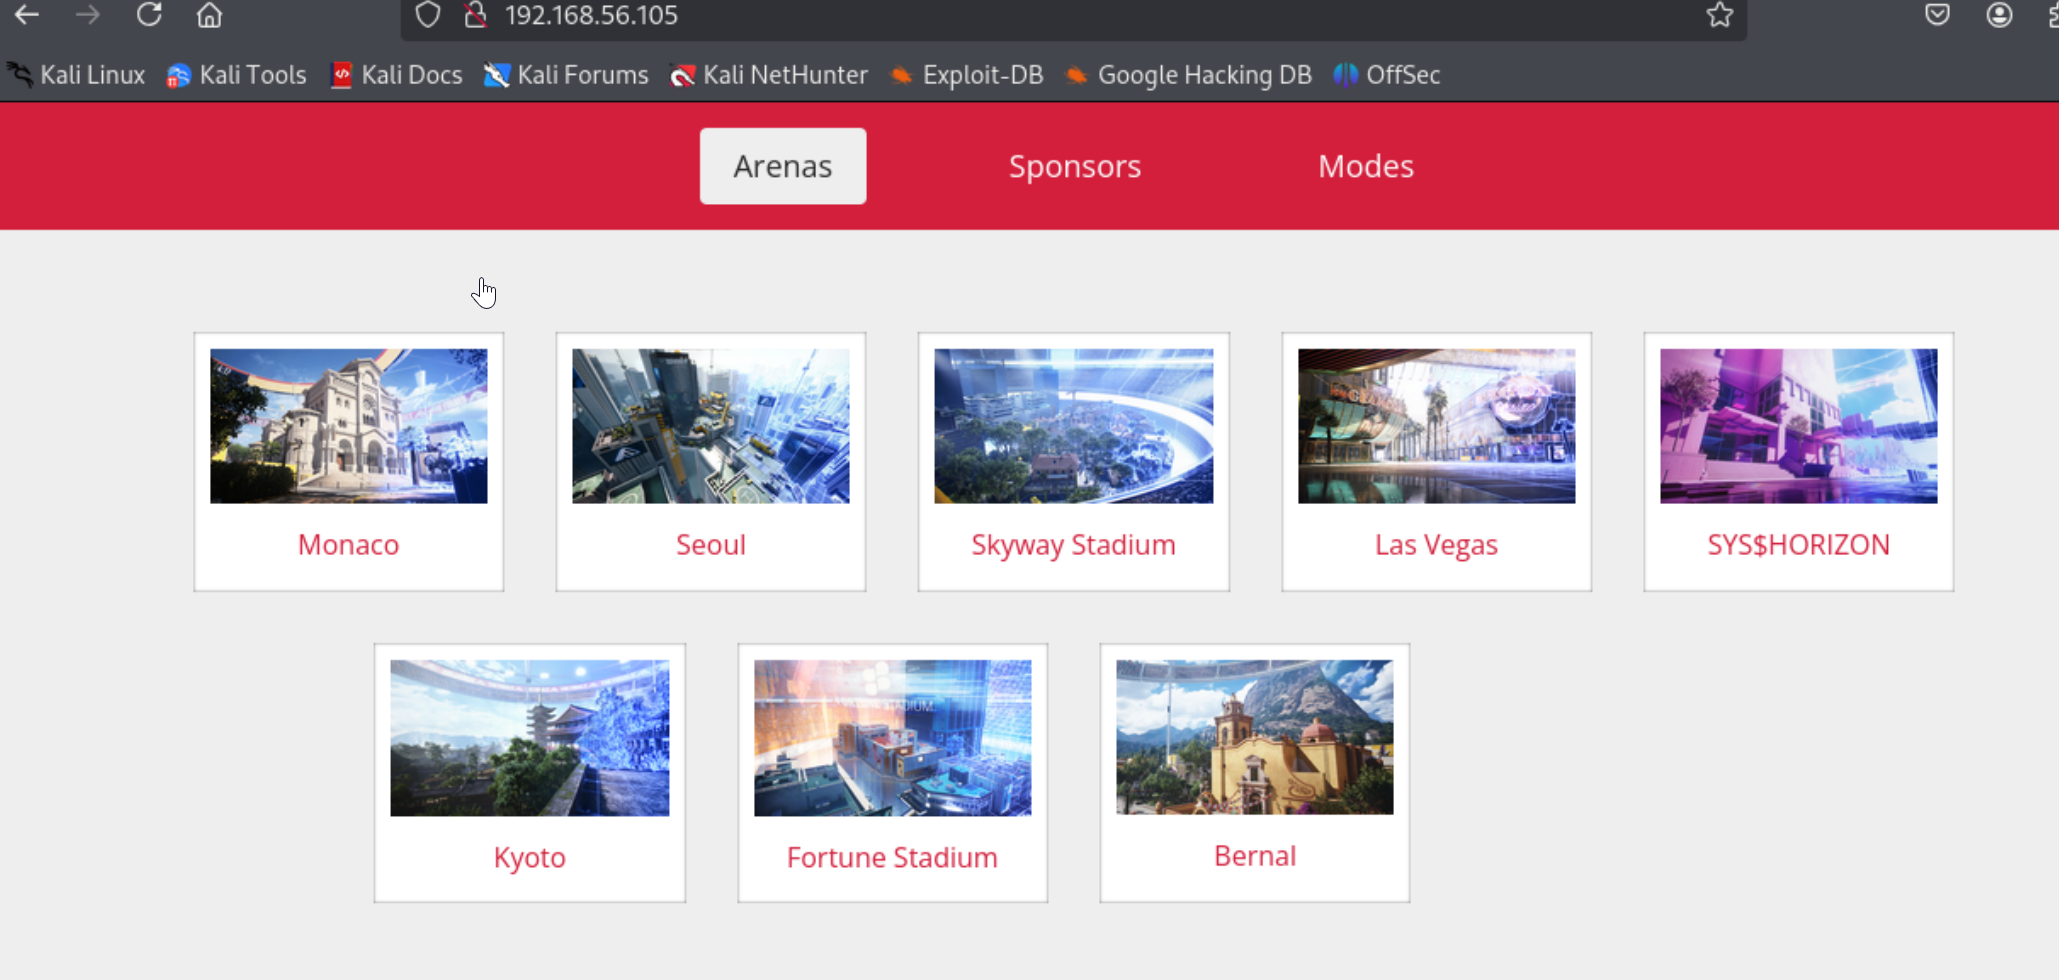 192.168.56.105
Kali Linux Kali Tools Kali Docs Kali Forums Kali NetHunter Exploit-DB Google Hacking DB OffSec
Arenas Sponsors Modes
Monaco Seoul Skyway Stadium Las Vegas SYS$HORIZON
Kyoto Fortune Stadium Bernal